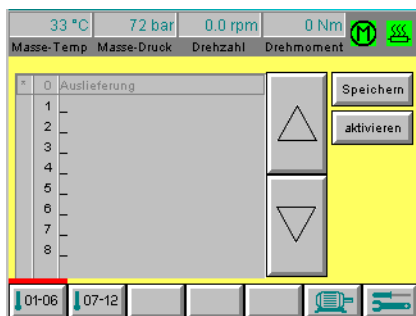 33 °C 72 bar 0.0 rpm 0 Nm
Masse-Temp Masse-Druck Drehzahl Drehmoment M
* 0 Auslieferung Speichern
1 _
2 _ aktivieren
3 _
4 _
5 _
6 _
7 _
8 _
01-06 07-12